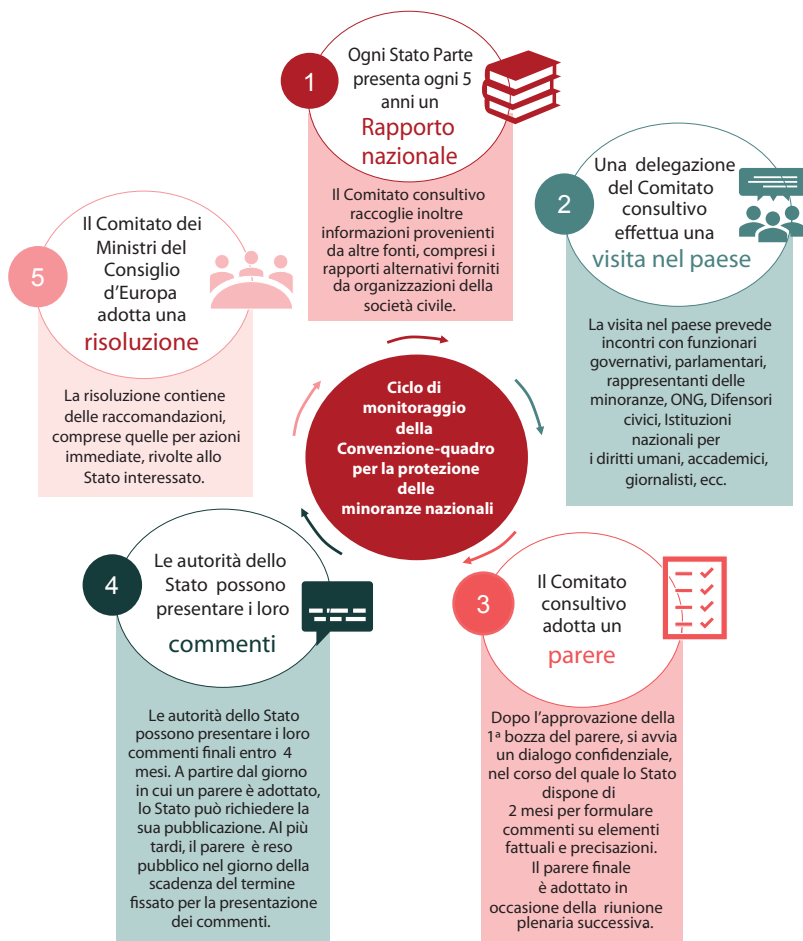 1
Ogni Stato Parte
presenta ogni 5
anni un
Rapporto
nazionale
Il Comitato consultivo
raccoglie inoltre
informazioni provenienti
da altre fonti, compresi i
rapporti alternativi forniti
da organizzazioni della
società civile.
2
Una delegazione
del Comitato
consultivo
effettua una
visita nel paese
La visita nel paese prevede
incontri con funzionari
governativi, parlamentari,
rappresentanti delle
minoranze, ONG, Difensori
civici, Istituzioni
nazionali per
i diritti umani, accademici,
giornalisti, ecc.
3
Il Comitato
consultivo
adotta un
parere
Dopo l'approvazione della
1ª bozza del parere, si avvia
un dialogo confidenziale,
nel corso del quale lo Stato
dispone di
2 mesi per formulare
commenti su elementi
fattuali e precisazioni.
Il parere finale
è adottato in
occasione della riunione
plenaria successiva.
4
Le autorità dello
Stato possono
presentare i loro
commenti
Le autorità dello Stato
possono presentare i loro
commenti finali entro 4
mesi. A partire dal giorno
in cui un parere è adottato,
lo Stato può richiedere la
sua pubblicazione. Al più
tardi, il parere è reso
pubblico nel giorno della
scadenza del termine
fissato per la presentazione
dei commenti.
5
Il Comitato dei
Ministri del
Consiglio
d'Europa
adotta una
risoluzione
La risoluzione contiene
delle raccomandazioni,
comprese quelle per azioni
immediate, rivolte allo
Stato interessato.
Ciclo di
monitoraggio
della
Convenzione-quadro
per la protezione
delle
minoranze nazionali